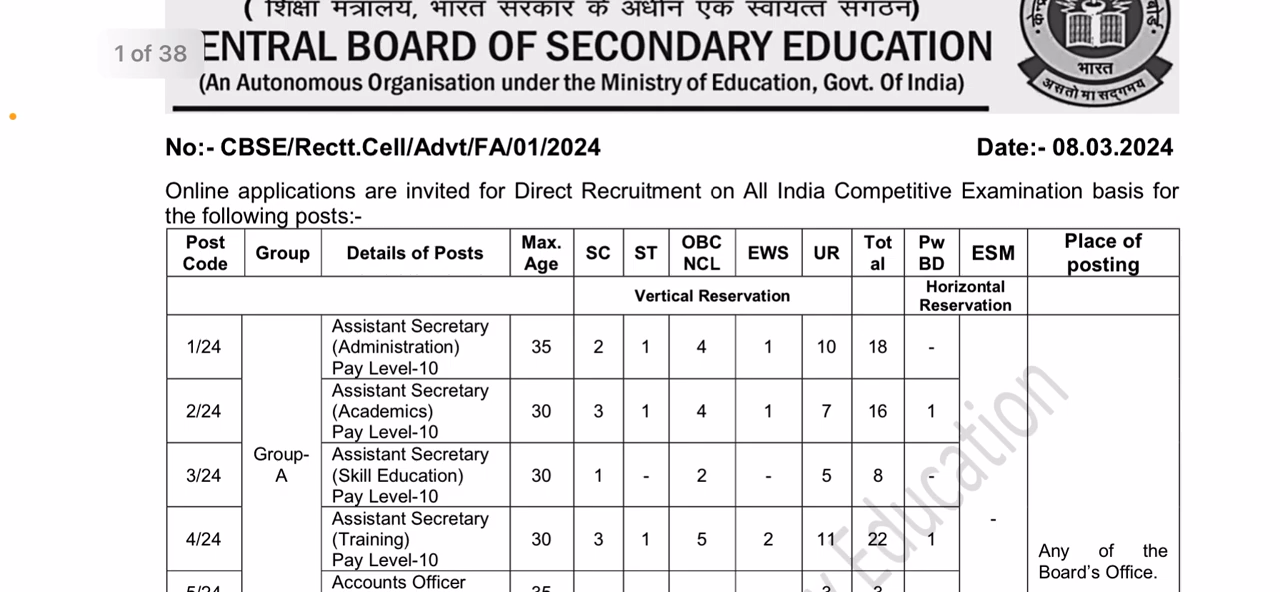 ( शिक्षा मंत्रालय, भारत सरकार के अधीन एक स्वायत्त संगठन)
1 of 38
ENTRAL BOARD OF SECONDARY EDUCATION
(An Autonomous Organisation under the Ministry of Education, Govt. Of India)
भारत
असतो मा सद्गमय
No:- CBSE/Rectt.Cell/Advt/FA/01/2024 Date:- 08.03.2024
Online applications are invited for Direct Recruitment on All India Competitive Examination basis for
the following posts:-
Post Code Group Details of Posts Max. Age SC ST OBC NCL EWS UR Tot al Pw BD ESM Place of posting
Vertical Reservation Horizontal Reservation
1/24 Assistant Secretary (Administration) Pay Level-10 35 2 1 4 1 10 18 -
2/24 Assistant Secretary (Academics) Pay Level-10 30 3 1 4 1 7 16 1
Group-A
3/24 Assistant Secretary (Skill Education) Pay Level-10 30 1 - 2 - 5 8 -
4/24 Assistant Secretary (Training) Pay Level-10 30 3 1 5 2 11 22 1
-
Any of the
Board's Office.
Accounts Officer
Education